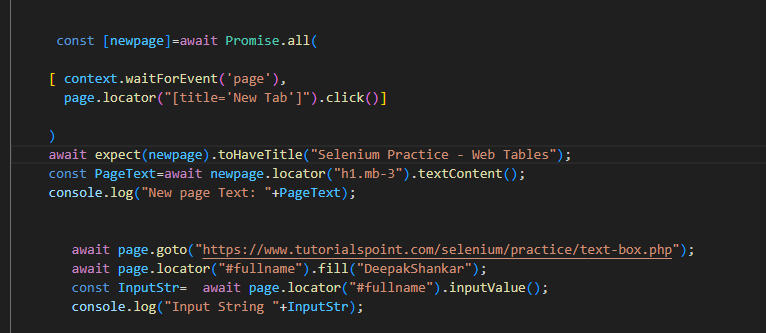 const [newpage]=await Promise.all(
[ context.waitForEvent('page'),
page.locator("[title='New Tab']").click()]
)
await expect(newpage).toHaveTitle("Selenium Practice - Web Tables");
const PageText=await newpage.locator("h1.mb-3").textContent();
console.log("New page Text: "+PageText);
await page.goto("https://www.tutorialspoint.com/selenium/practice/text-box.php");
await page.locator("#fullname").fill("DeepakShankar");
const InputStr=  await page.locator("#fullname").inputValue();
console.log("Input String "+InputStr);